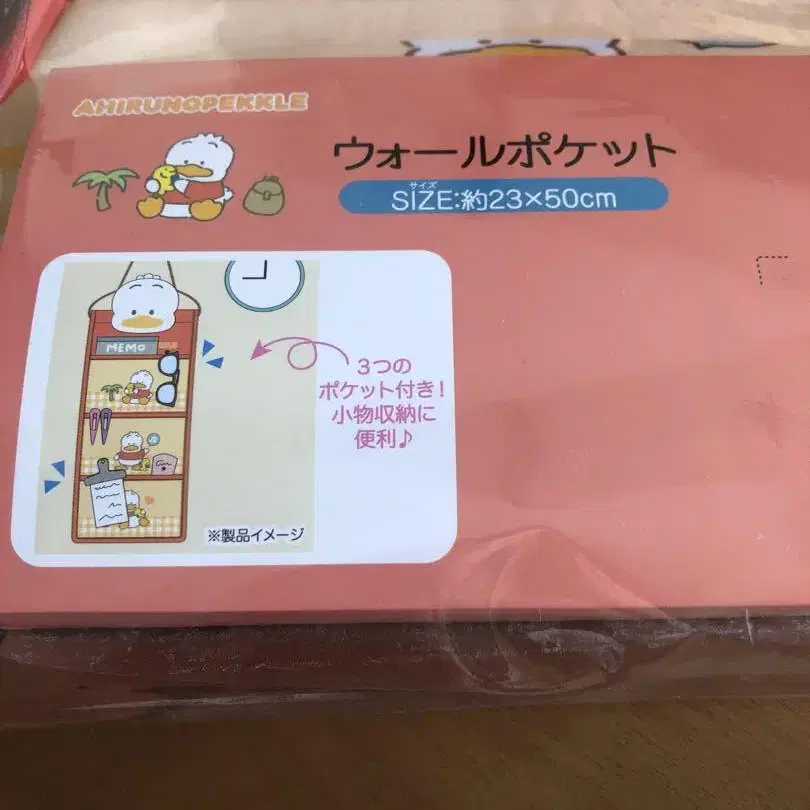 AHIRUNOPEKKLE
ウォールポケット
サイズ
SIZE:約23×50cm
MEMO
3つの
ポケット付き!
小物収納に
便利♪
※製品イメージ